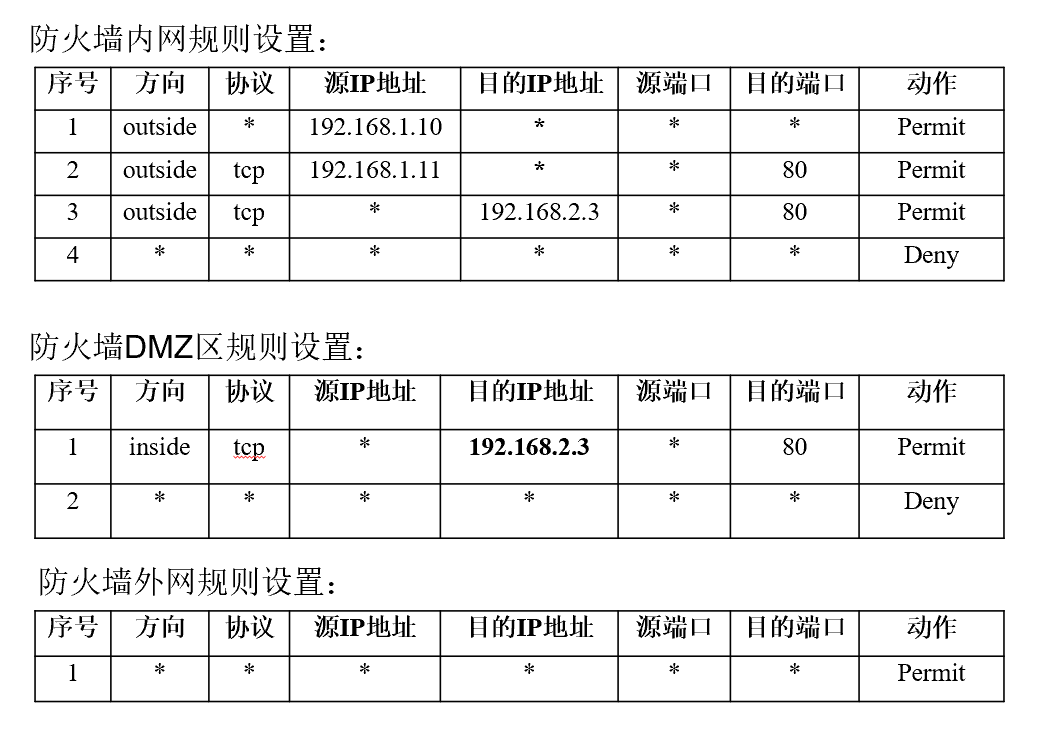 防火墙内网规则设置：
序号 方向 协议 源IP地址 目的IP地址 源端口 目的端口 动作
1 outside * 192.168.1.10 * * * Permit
2 outside tcp 192.168.1.11 * * 80 Permit
3 outside tcp * 192.168.2.3 * 80 Permit
4 * * * * * * Deny
防火墙DMZ区规则设置：
序号 方向 协议 源IP地址 目的IP地址 源端口 目的端口 动作
1 inside tcp * 192.168.2.3 * 80 Permit
2 * * * * * * Deny
防火墙外网规则设置：
序号 方向 协议 源IP地址 目的IP地址 源端口 目的端口 动作
1 * * * * * * Permit